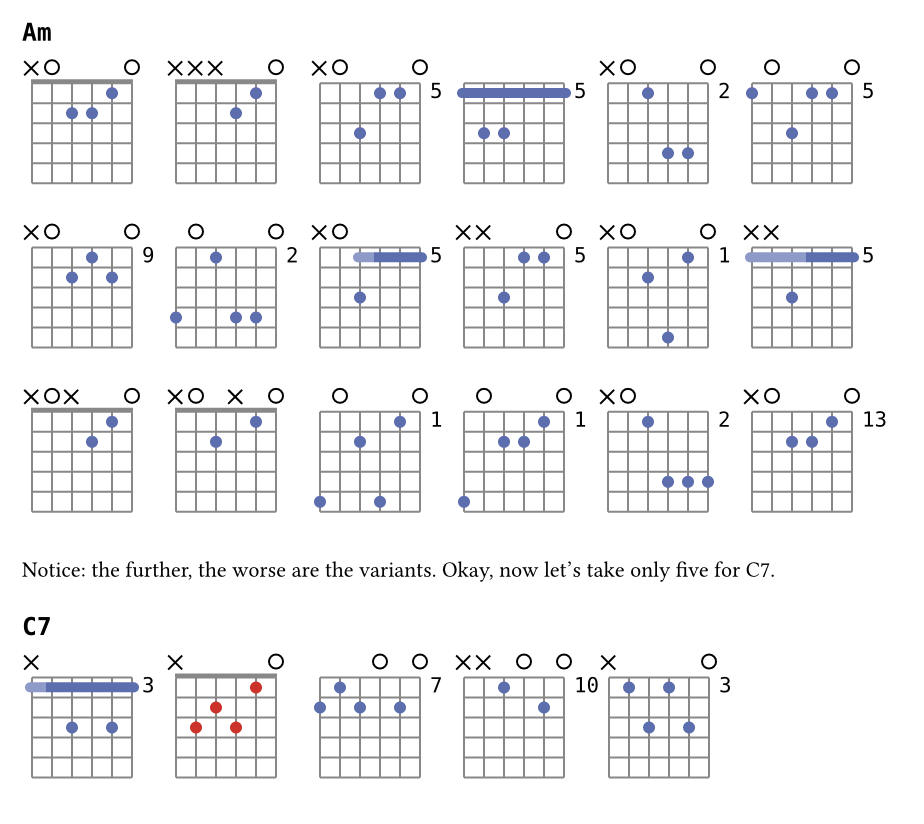 Am
× O O × × × O × O O × O O O O
5 5 2 5
× O O O O × O × × O × O O × ×
9 2 5 5 1 5
× O × O × O × O O O O O × O × O O
1 1 2 13
Notice: the further, the worse are the variants. Okay, now let’s take only five for C7.
C7
× × O O O × × O O × O
3 7 10 3